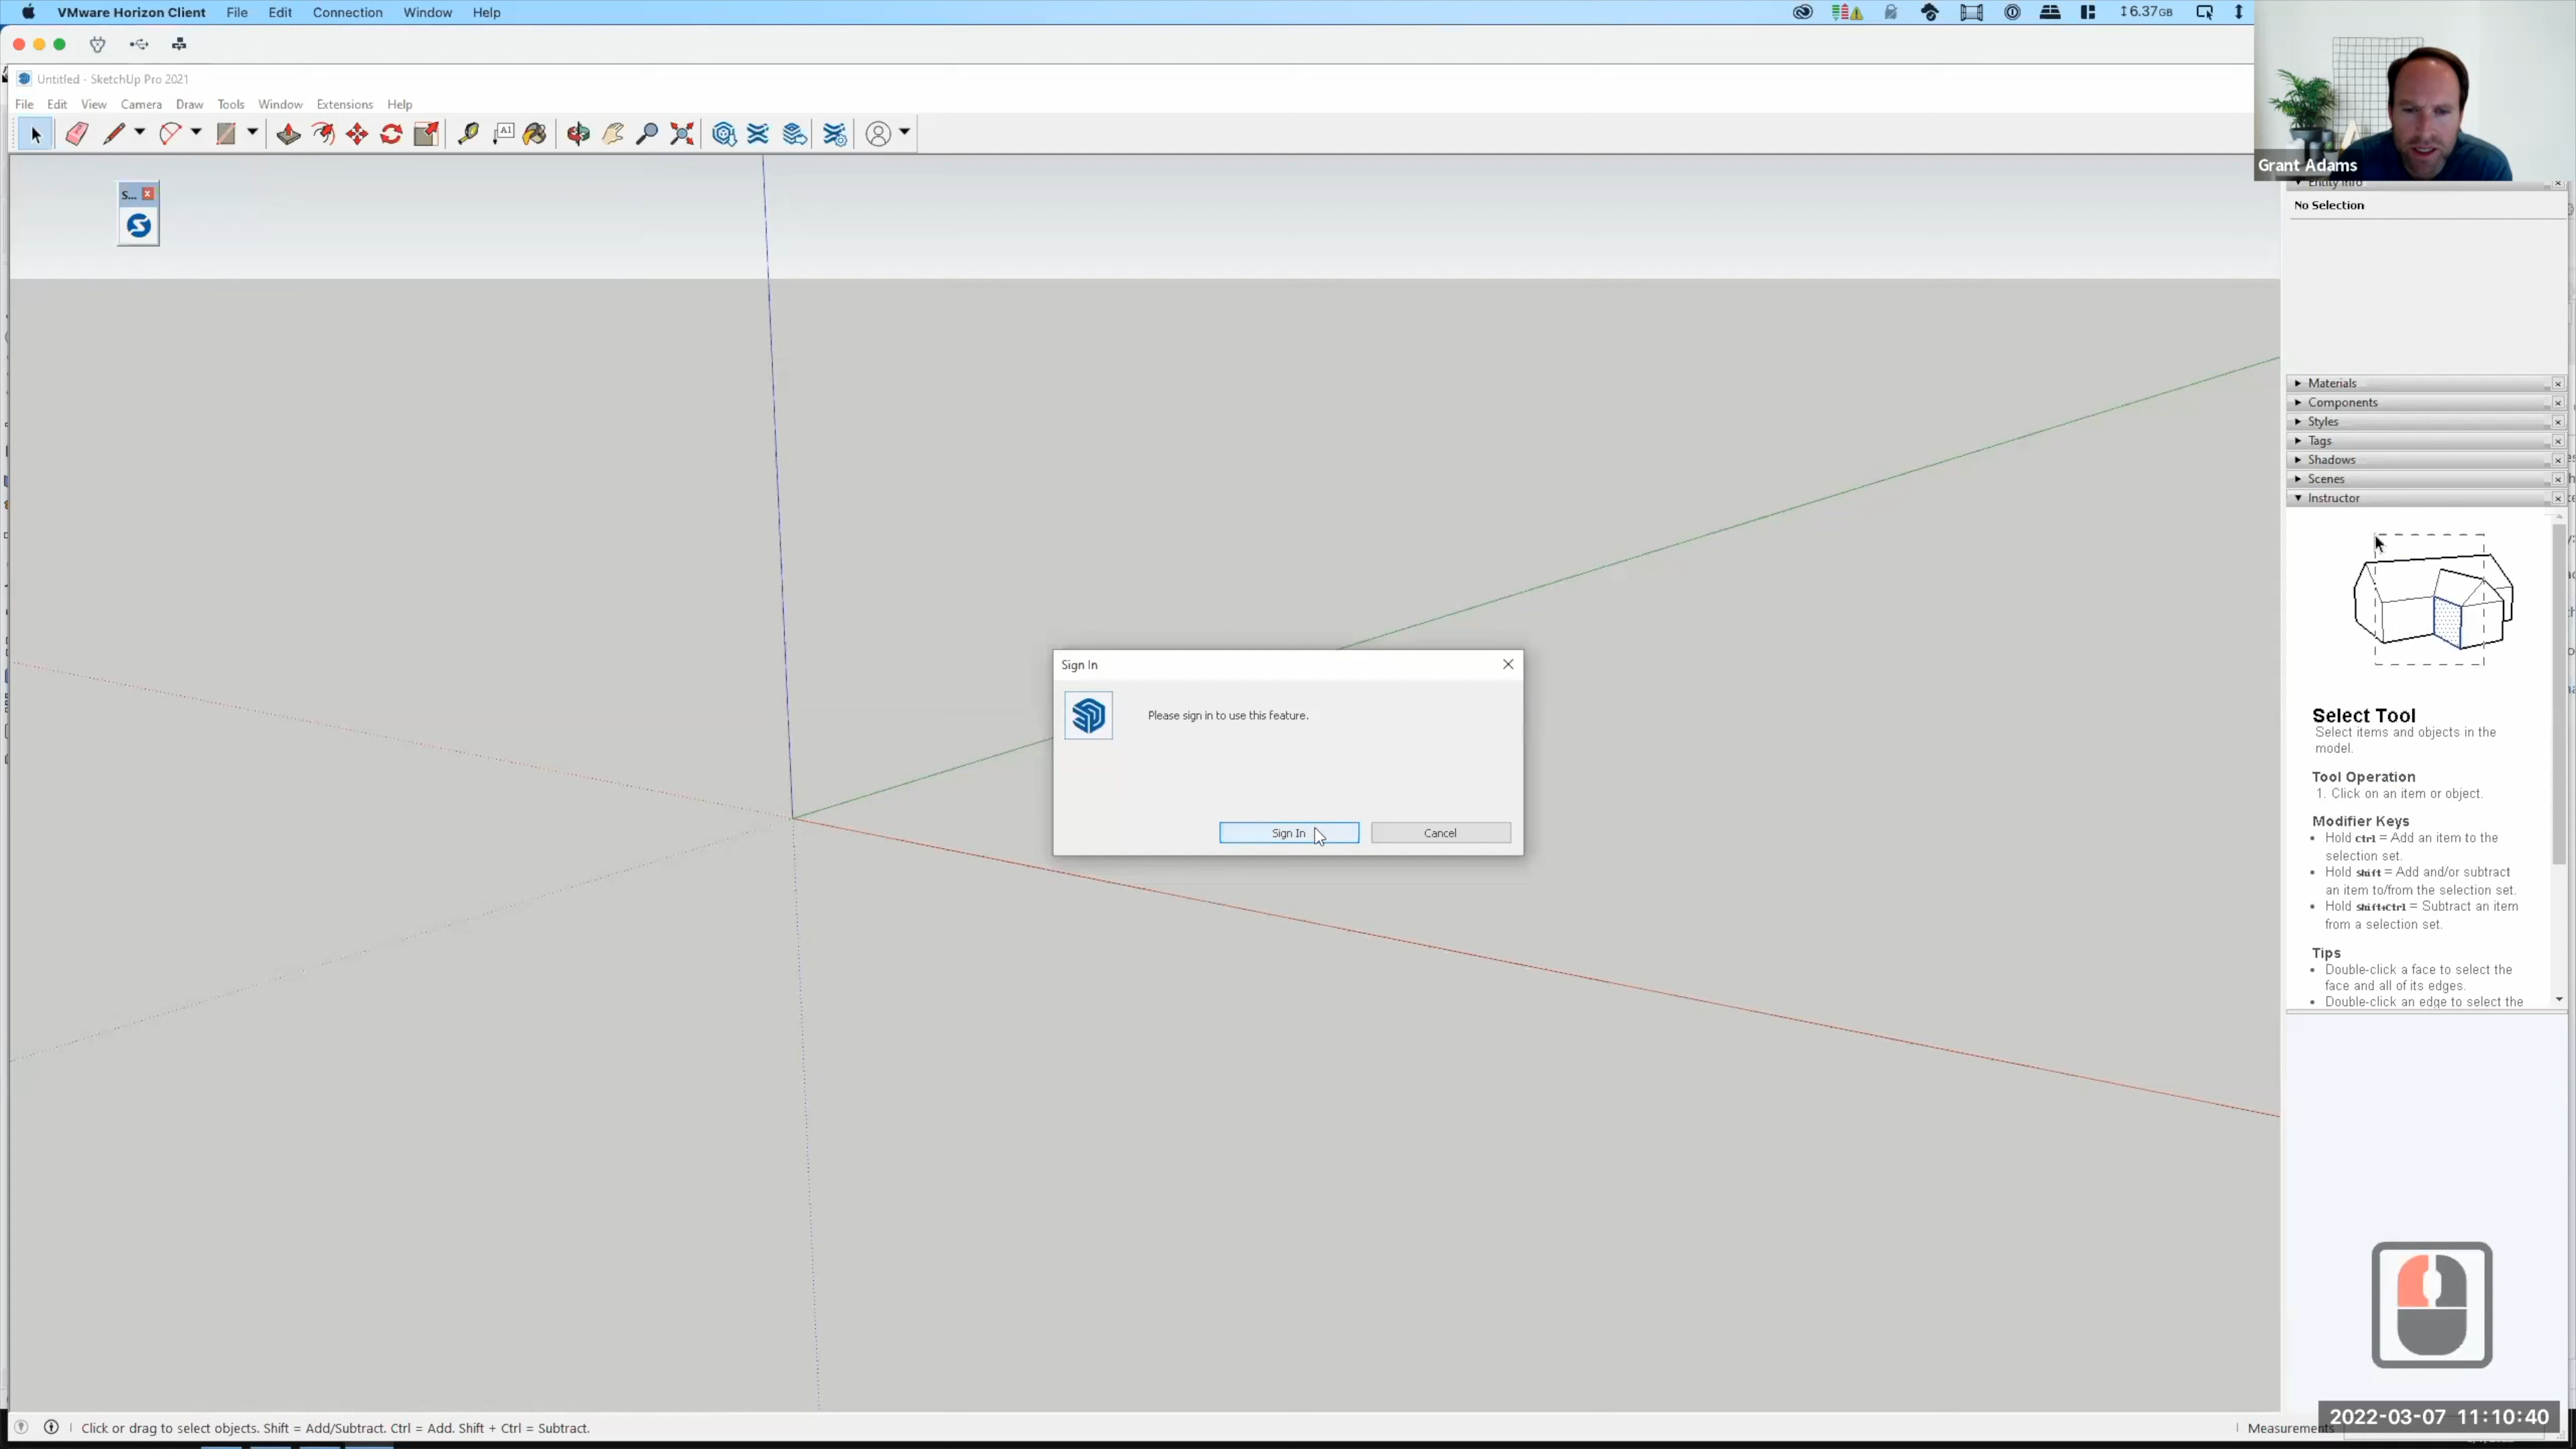 VMware Horizon Client File Edit Connection Window Help
6.37GB
Untitled - SketchUp Pro 2021
File Edit View Camera Draw Tools Window Extensions Help
A1
Grant Adams
S...
Entity Info
No Selection
Materials
Components
Styles
Tags
Shadows
Scenes
Instructor
Sign In
Please sign in to use this feature.
Sign In Cancel
Select Tool
Select items and objects in the
model.
Tool Operation
1. Click on an item or object.
Modifier Keys
• Hold Ctrl = Add an item to the
selection set.
• Hold Shift = Add and/or subtract
an item to/from the selection set.
• Hold Shift+Ctrl = Subtract an item
from a selection set.
Tips
• Double-click a face to select the
face and all of its edges.
• Double-click an edge to select the
Click or drag to select objects. Shift = Add/Subtract. Ctrl = Add. Shift + Ctrl = Subtract.
Measurements
2022-03-07 11:10:40